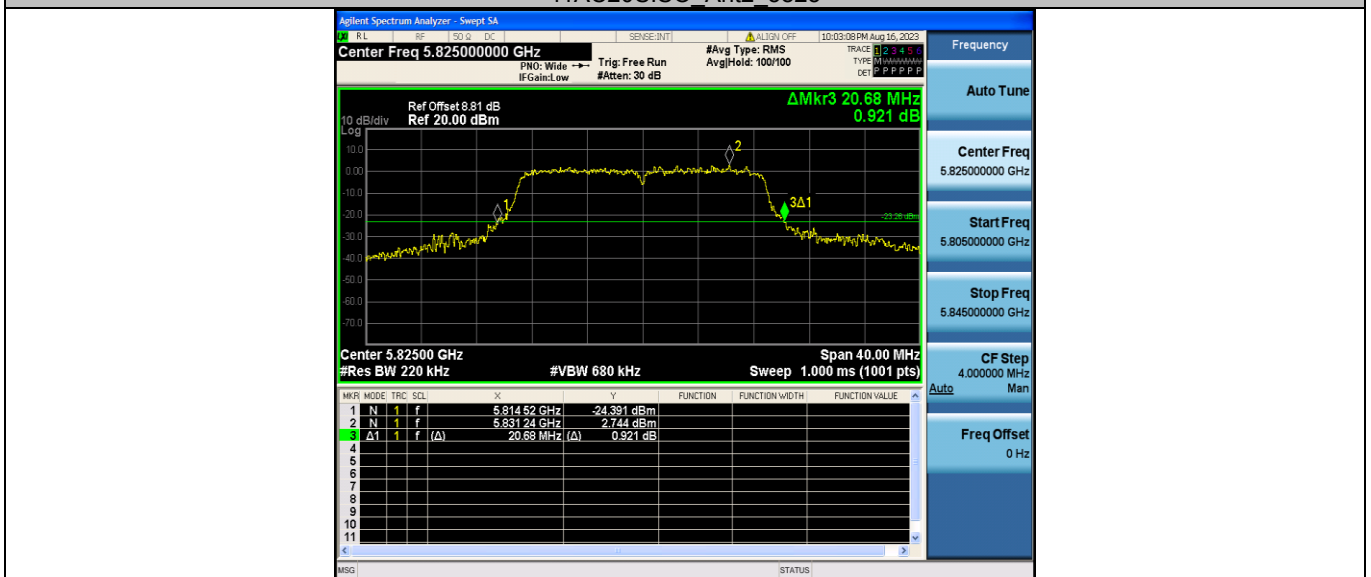 Agilent Spectrum Analyzer - Swept SA
RL RF 50 Ω DC SENSE:INT ALIGN OFF 10:03:08 PM Aug 16, 2023
Center Freq 5.825000000 GHz
PNO: Wide
IFGain:Low
Trig: Free Run
#Atten: 30 dB
#Avg Type: RMS
Avg|Hold: 100/100
TRACE 1 2 3 4 5 6
TYPE M
DET P P P P P P
ΔMkr3 20.68 MHz
0.921 dB
Ref Offset 8.81 dB
10 dB/div Ref 20.00 dBm
Log
10.0
0.00
-10.0
-20.0
-30.0
-40.0
-50.0
-60.0
-70.0
1
2
3Δ1
-23.26 dBm
Center 5.82500 GHz Span 40.00 MHz
#Res BW 220 kHz #VBW 680 kHz Sweep 1.000 ms (1001 pts)
MKR MODE TRC SCL X Y FUNCTION FUNCTION WIDTH FUNCTION VALUE
1 N 1 f 5.814 52 GHz -24.391 dBm
2 N 1 f 5.831 24 GHz 2.744 dBm
3 Δ1 1 f (Δ) 20.68 MHz (Δ) 0.921 dB
4
5
6
7
8
9
10
11
MSG STATUS
Frequency
Auto Tune
Center Freq
5.825000000 GHz
Start Freq
5.805000000 GHz
Stop Freq
5.845000000 GHz
CF Step
4.000000 MHz
Auto Man
Freq Offset
0 Hz